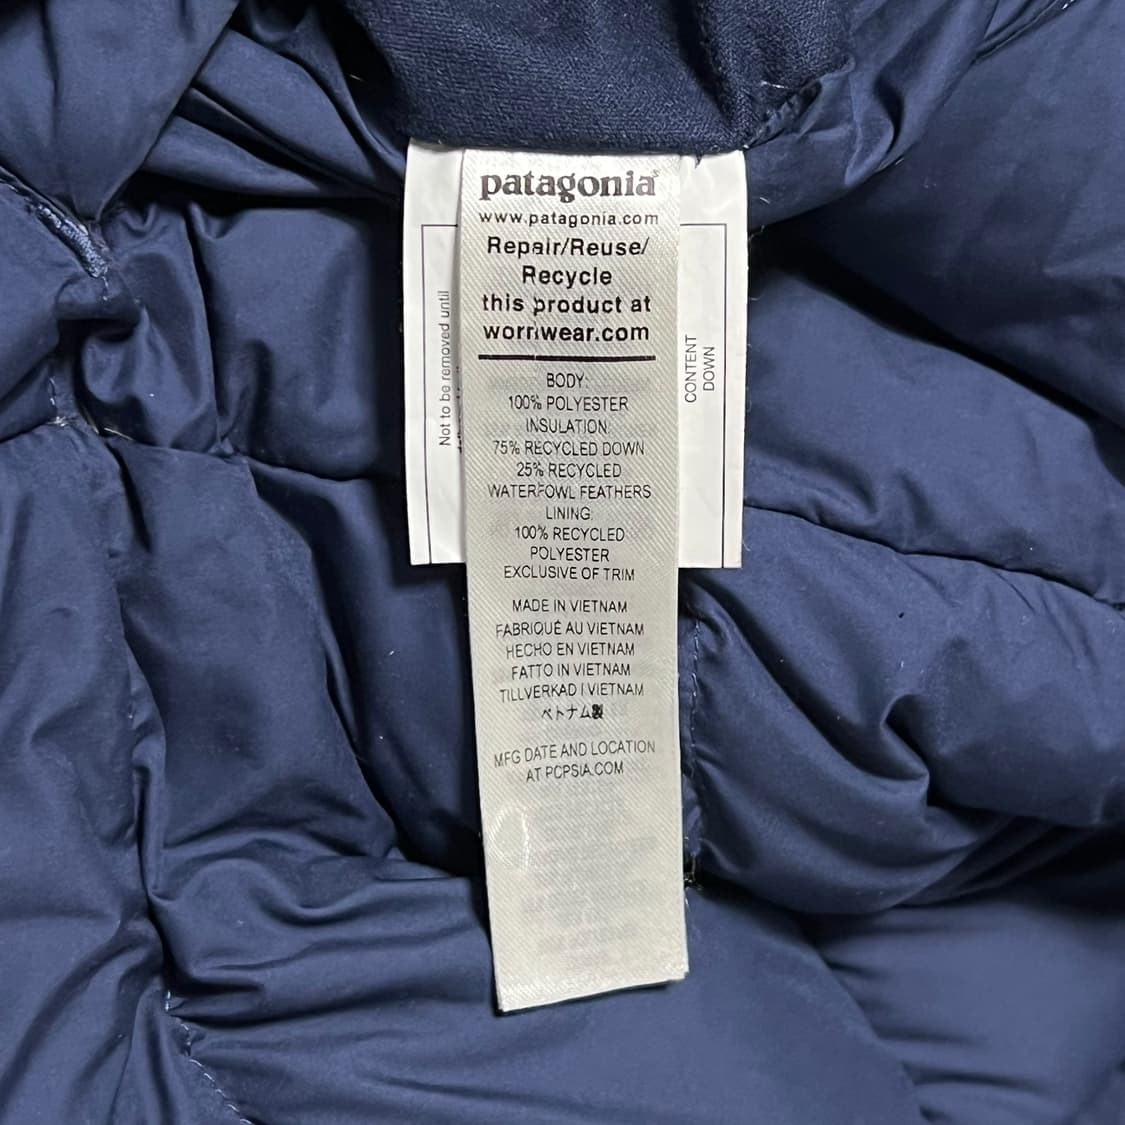 patagonia
www.patagonia.com
Repair/Reuse/
Recycle
this product at
wornwear.com
BODY:
100% POLYESTER
INSULATION:
75% RECYCLED DOWN
25% RECYCLED
WATERFOWL FEATHERS
LINING:
100% RECYCLED
POLYESTER
EXCLUSIVE OF TRIM
MADE IN VIETNAM
FABRIQUÉ AU VIETNAM
HECHO EN VIETNAM
FATTO IN VIETNAM
TILLVERKAD I VIETNAM
ベトナム製
MFG DATE AND LOCATION
AT PCPSIA.COM
Not to be removed until
CONTENT
DOWN